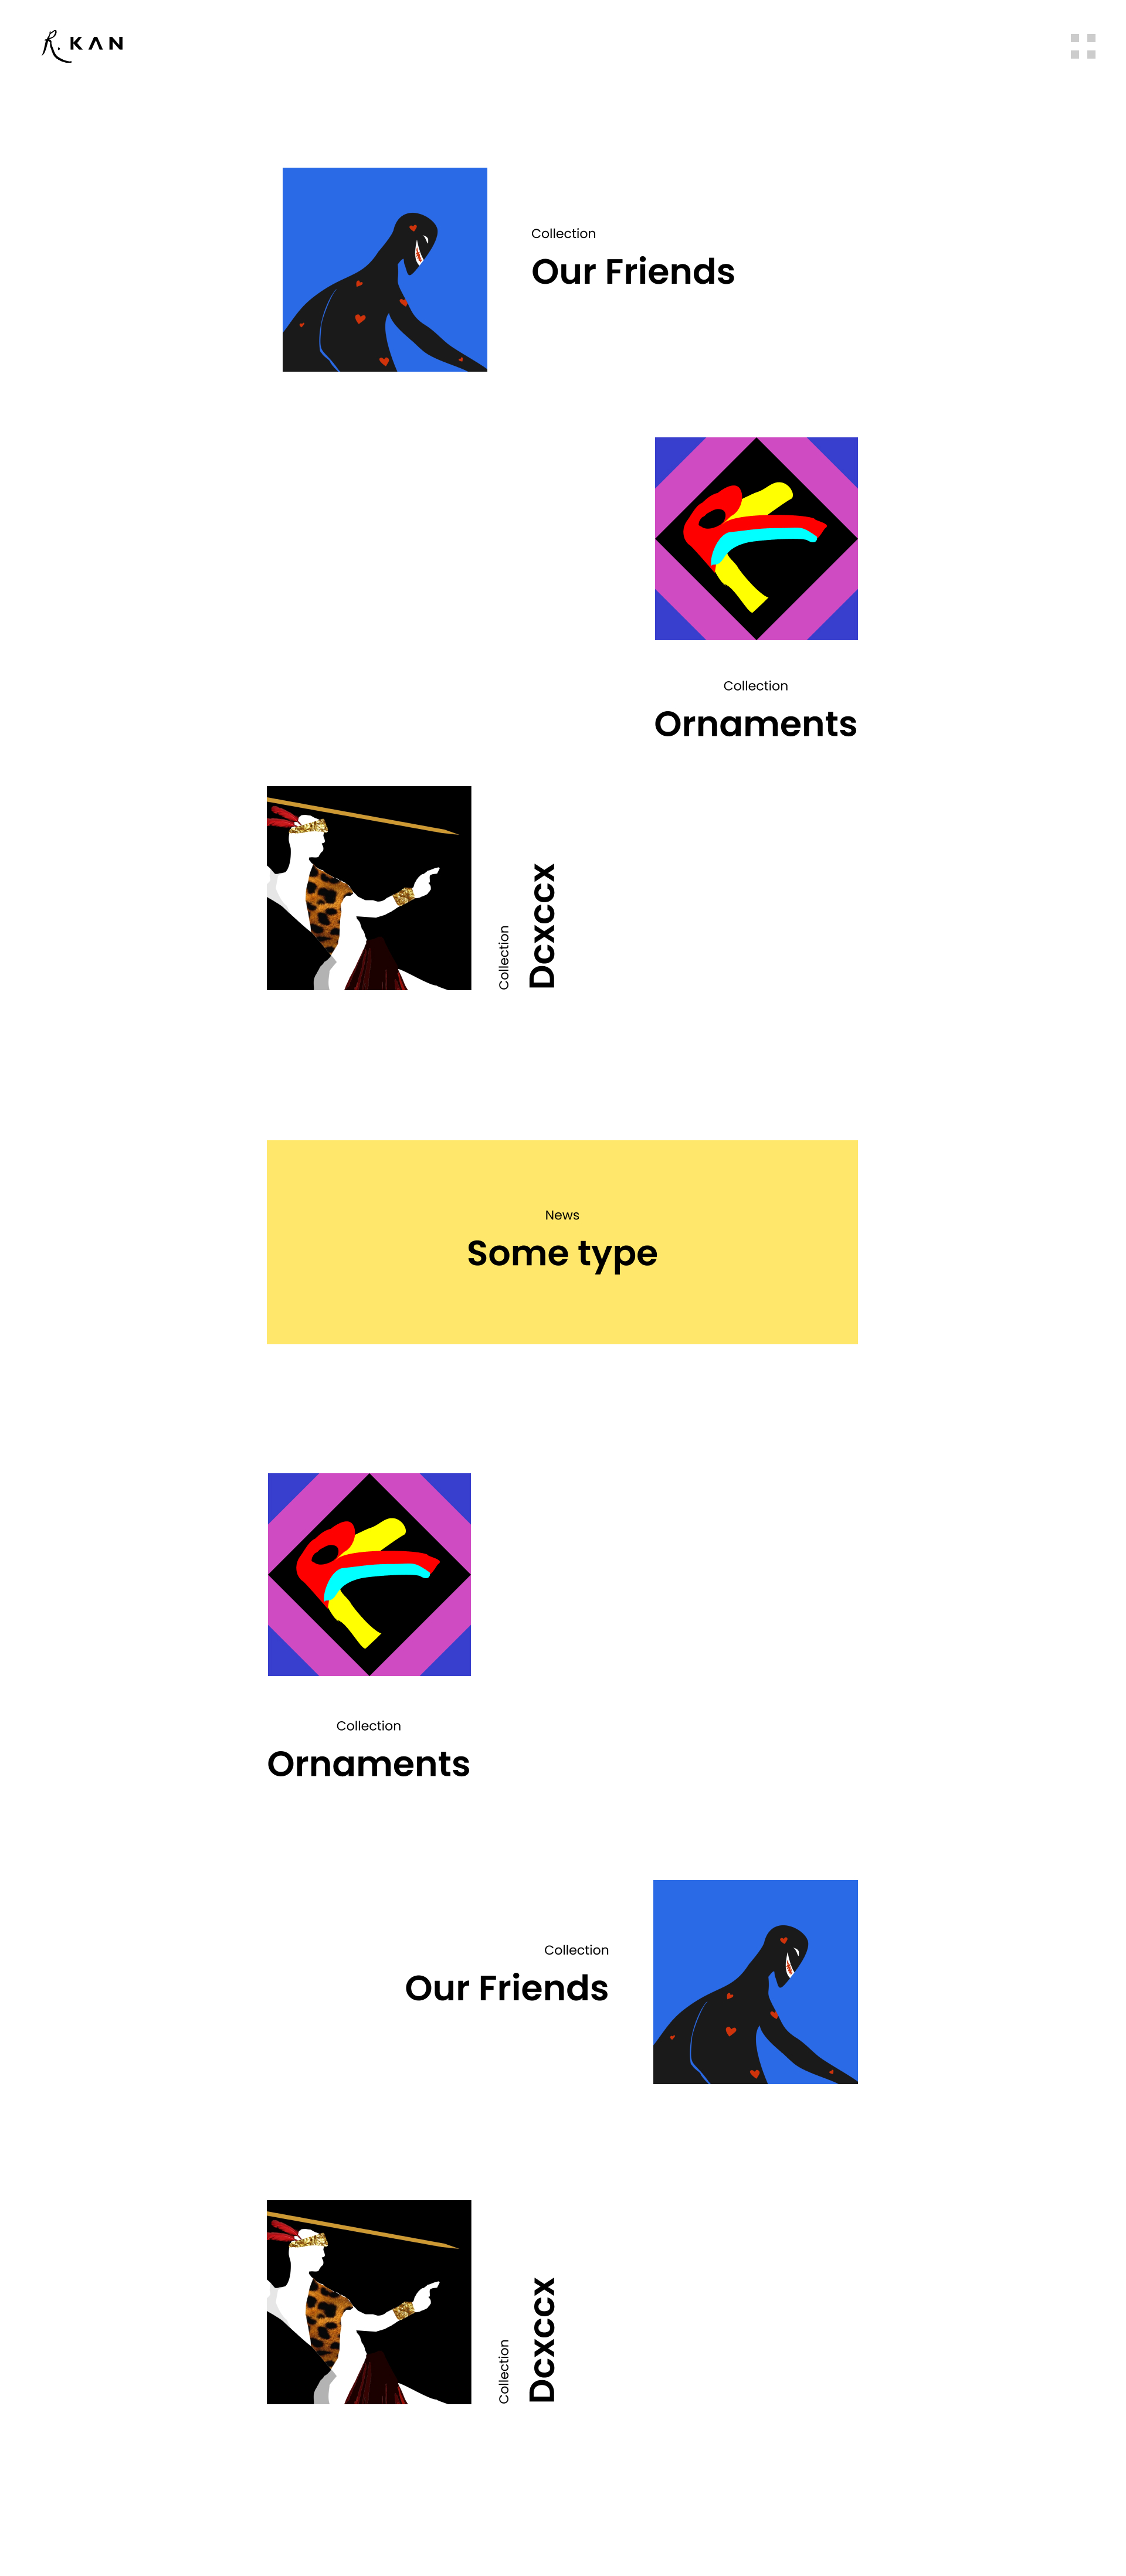 R. KAN
Collection
Our Friends
Collection
Ornaments
Collection
Dcxccx
News
Some type
Collection
Ornaments
Collection
Our Friends
Collection
Dcxccx